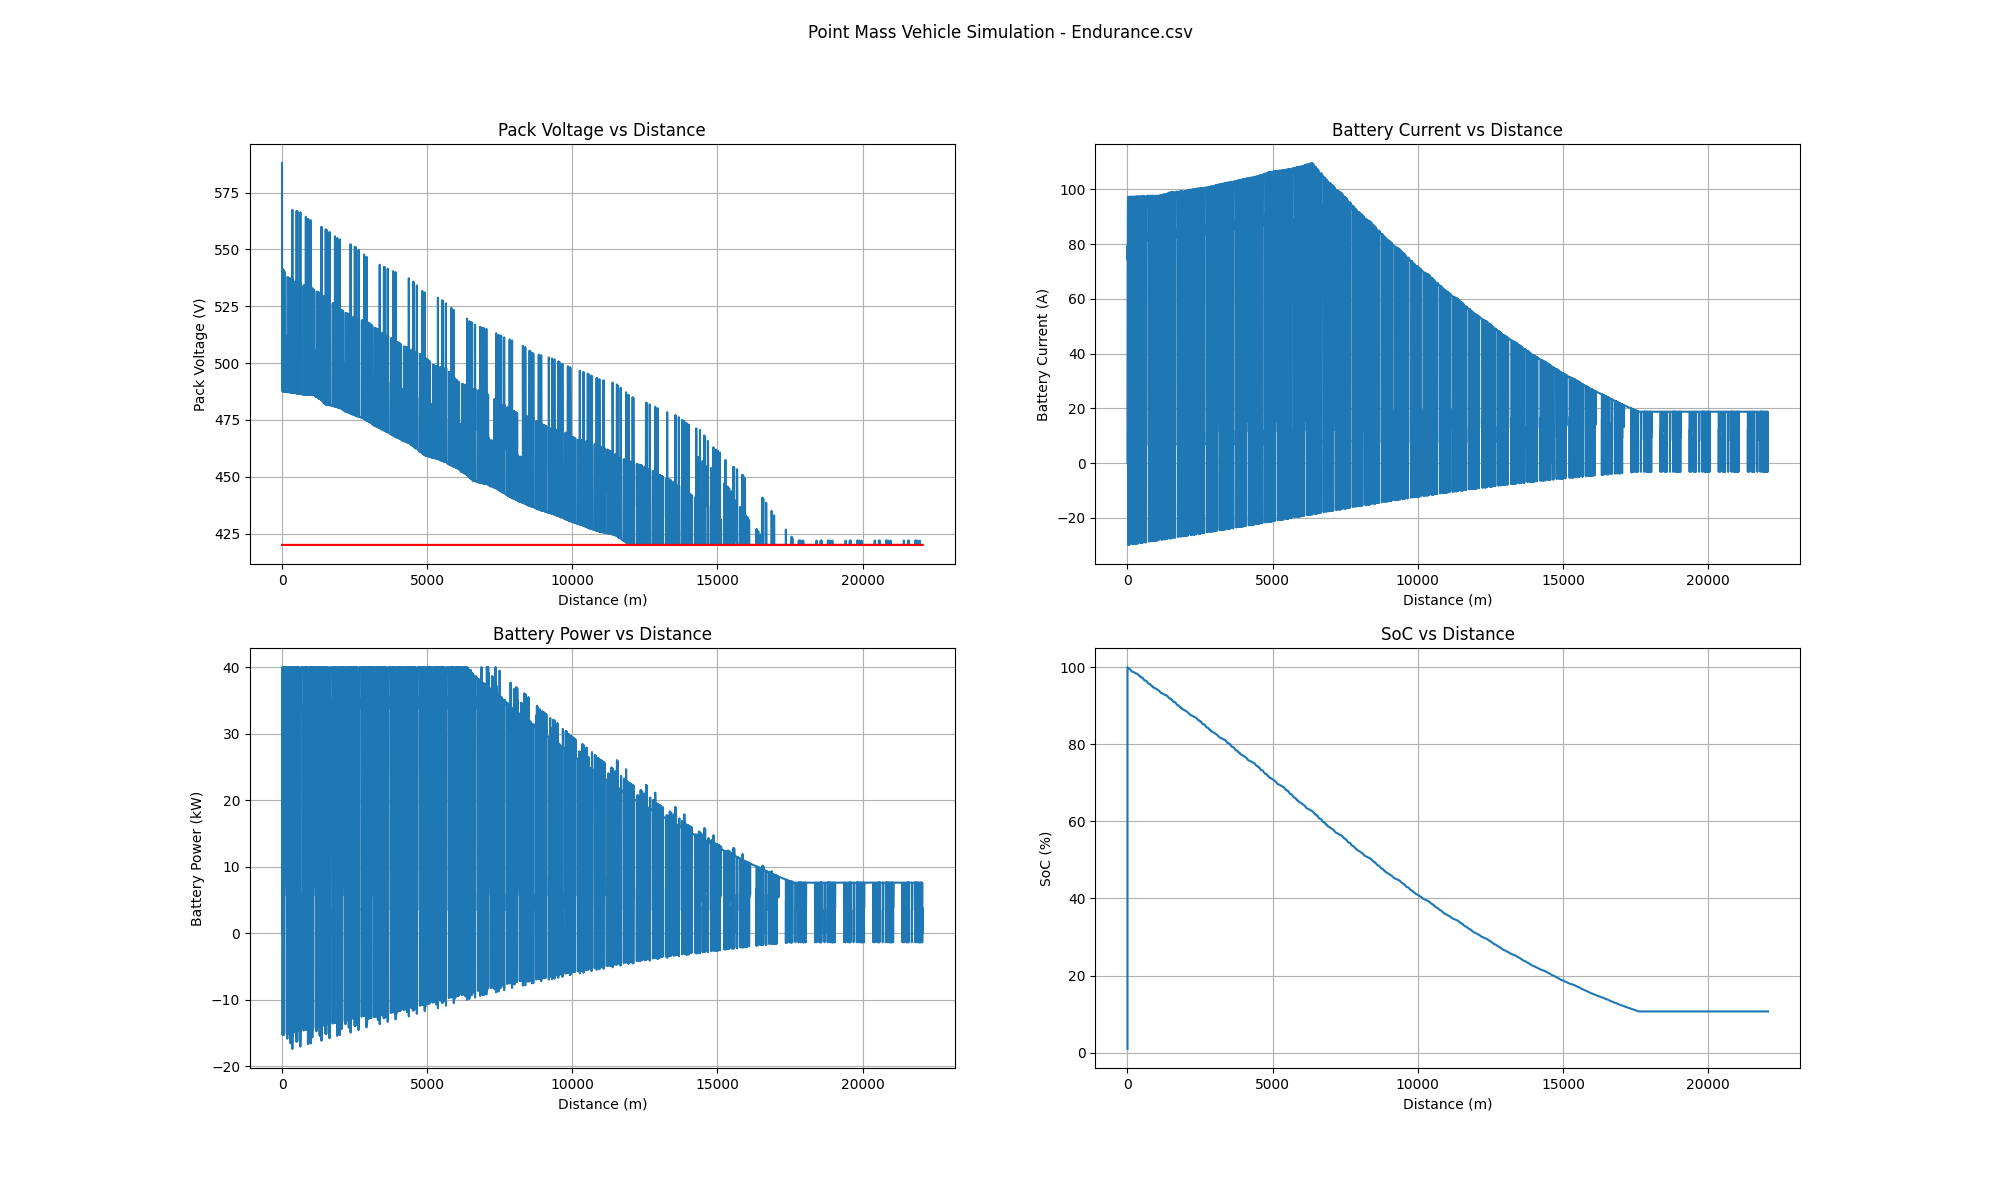 Point Mass Vehicle Simulation - Endurance.csv
Pack Voltage vs Distance
Pack Voltage (V)
575
550
525
500
475
450
425
0 5000 10000 15000 20000
Distance (m)
Battery Current vs Distance
Battery Current (A)
100
80
60
40
20
0
−20
0 5000 10000 15000 20000
Distance (m)
Battery Power vs Distance
Battery Power (kW)
40
30
20
10
0
−10
−20
0 5000 10000 15000 20000
Distance (m)
SoC vs Distance
SoC (%)
100
80
60
40
20
0
0 5000 10000 15000 20000
Distance (m)